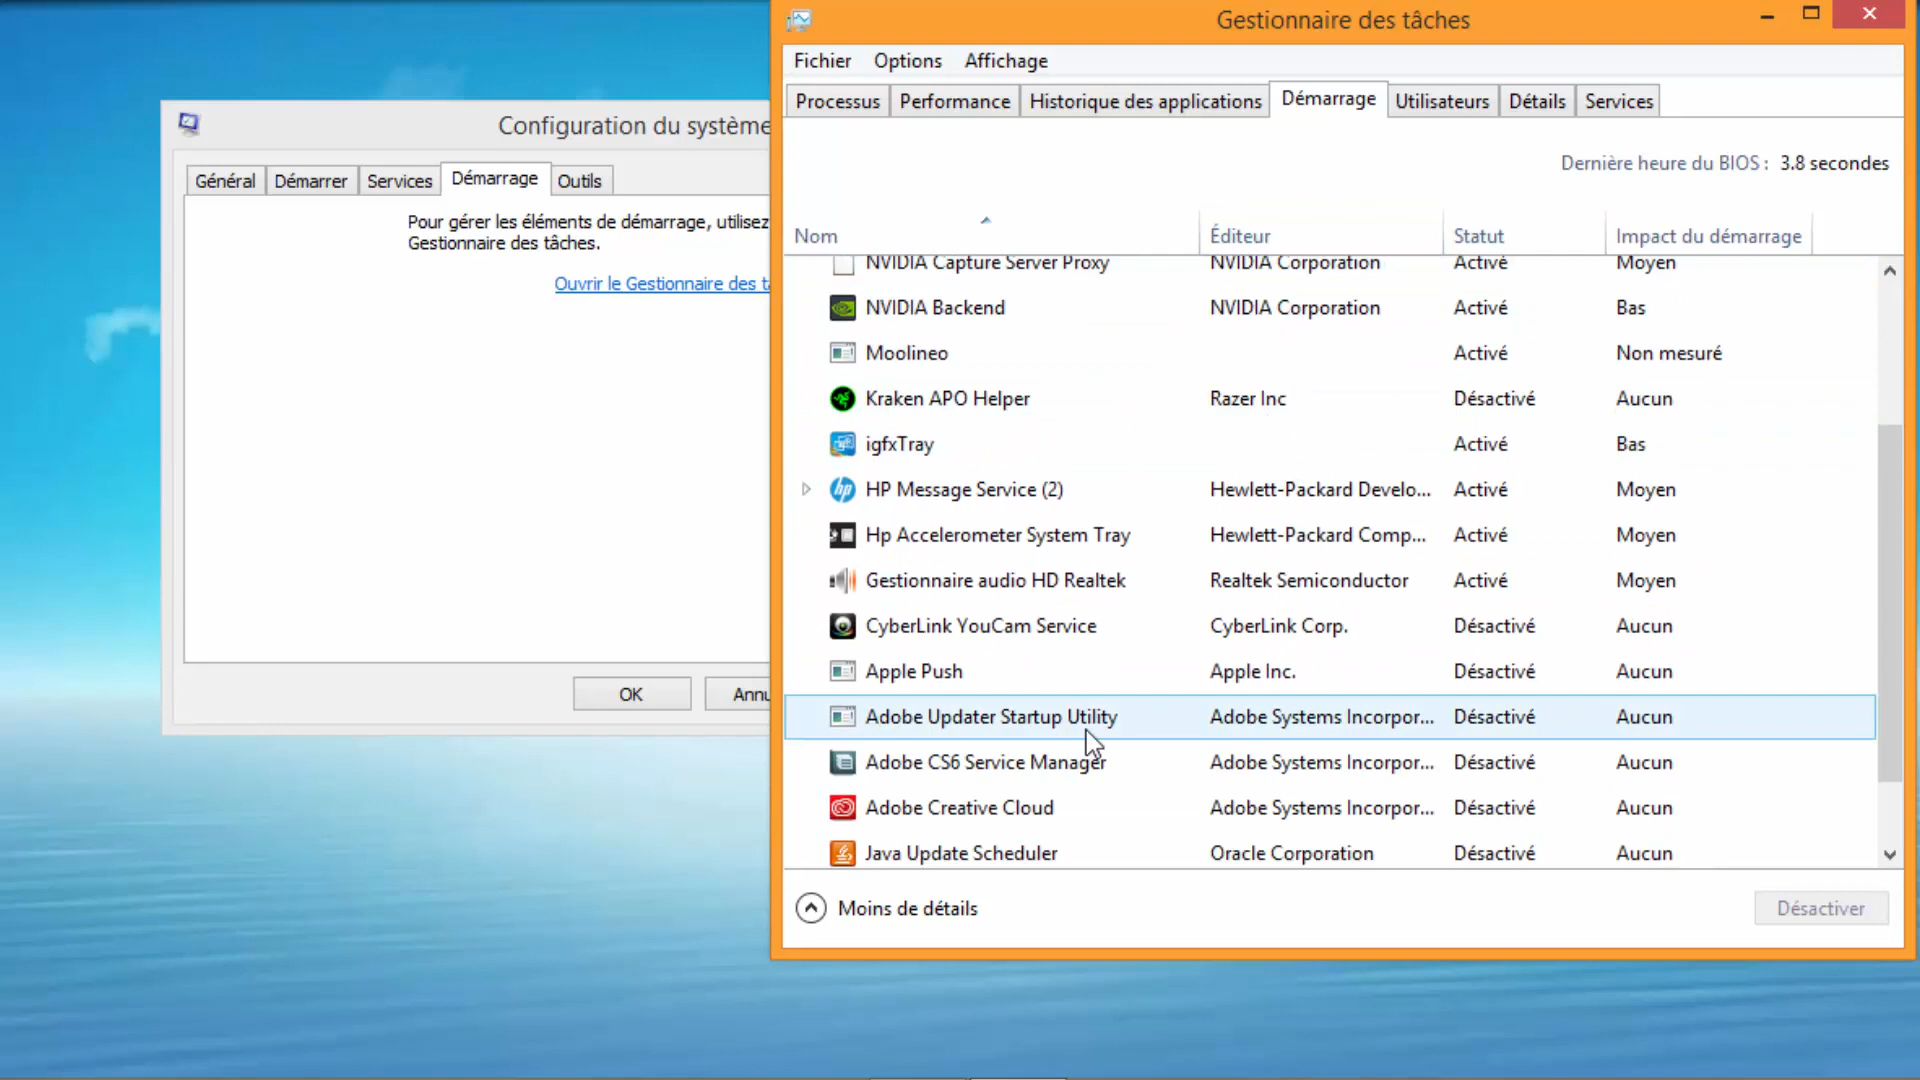 Configuration du système
Général Démarrer Services Démarrage Outils
Pour gérer les éléments de démarrage, utilisez
Gestionnaire des tâches.
Ouvrir le Gestionnaire des
OK
Gestionnaire des tâches
Fichier Options Affichage
Processus Performance Historique des applications Démarrage Utilisateurs Détails Services
Dernière heure du BIOS : 3.8 secondes
Nom Éditeur Statut Impact du démarrage
NVIDIA Capture Server Proxy NVIDIA Corporation Activé Moyen
NVIDIA Backend NVIDIA Corporation Activé Bas
Moolineo Activé Non mesuré
Kraken APO Helper Razer Inc Désactivé Aucun
igfxTray Activé Bas
hp HP Message Service (2) Hewlett-Packard Develo... Activé Moyen
Hp Accelerometer System Tray Hewlett-Packard Comp... Activé Moyen
Gestionnaire audio HD Realtek Realtek Semiconductor Activé Moyen
CyberLink YouCam Service CyberLink Corp. Désactivé Aucun
Apple Push Apple Inc. Désactivé Aucun
Adobe Updater Startup Utility Adobe Systems Incorpor... Désactivé Aucun
Adobe CS6 Service Manager Adobe Systems Incorpor... Désactivé Aucun
Adobe Creative Cloud Adobe Systems Incorpor... Désactivé Aucun
Java Update Scheduler Oracle Corporation Désactivé Aucun
Moins de détails
Désactiver